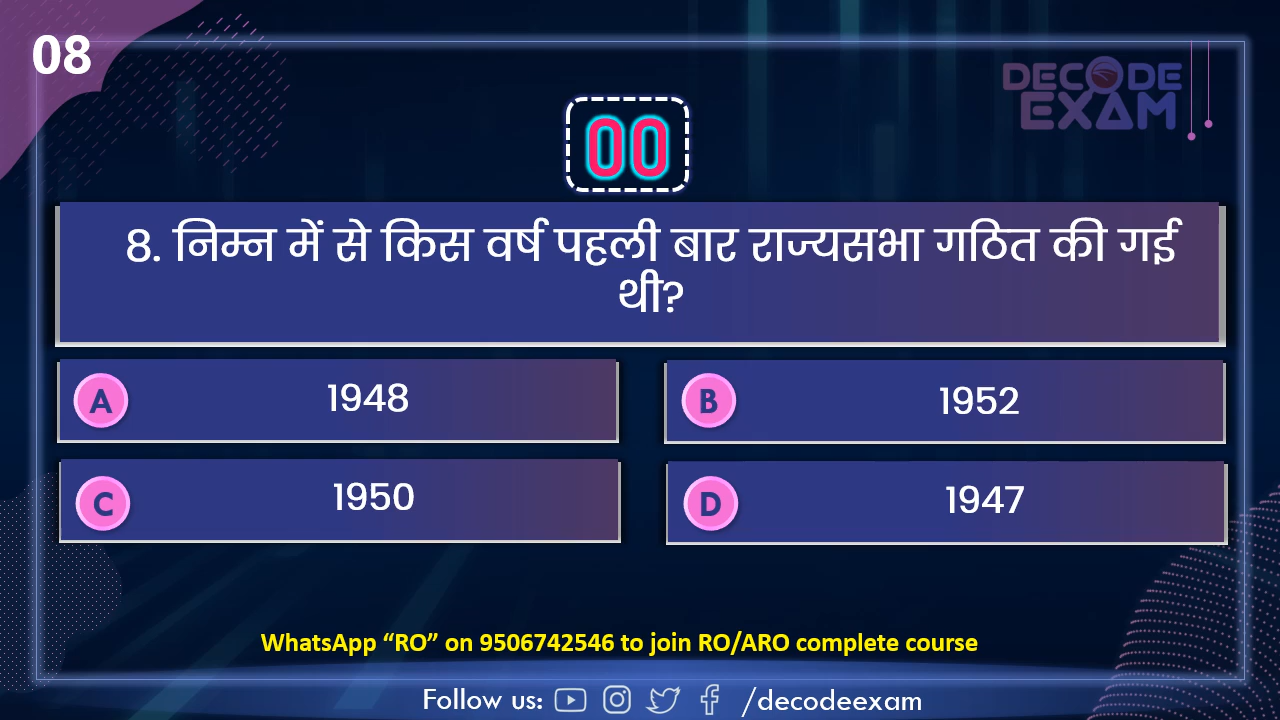 08
DECODE
EXAM
00
8. निम्न में से किस वर्ष पहली बार राज्यसभा गठित की गई
थी?
A 1948
B 1952
C 1950
D 1947
WhatsApp “RO” on 9506742546 to join RO/ARO complete course
Follow us: /decodeexam